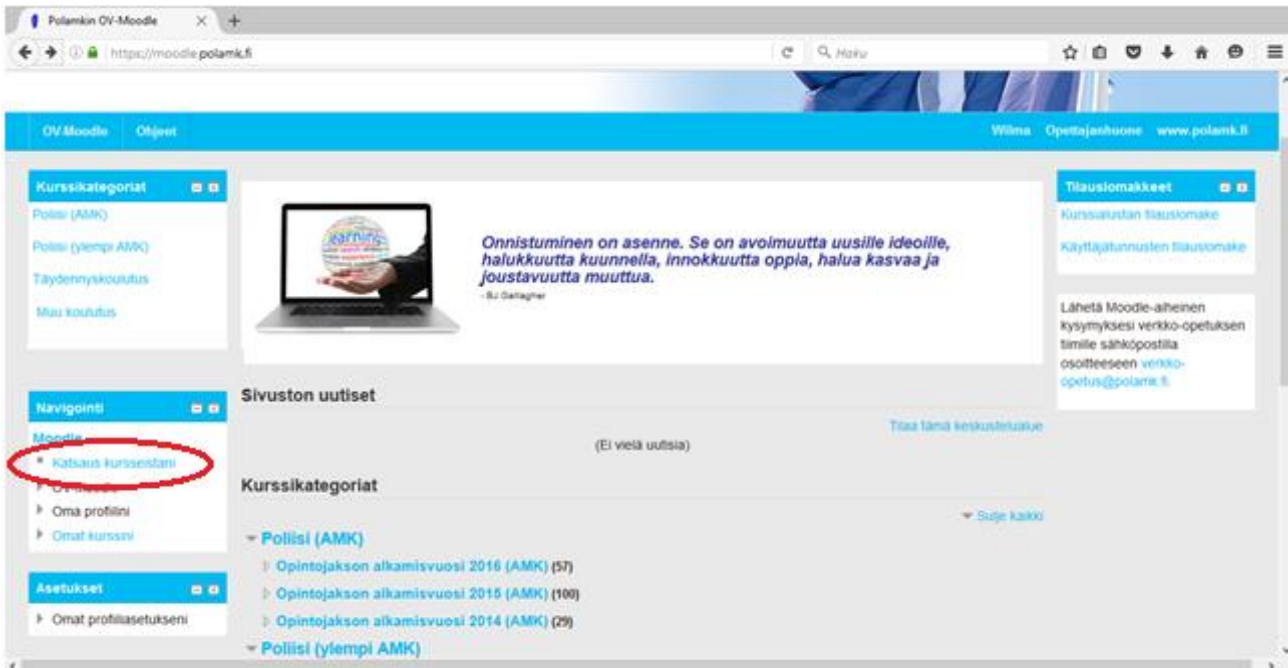 Polamkin OV-Moodle
https://moodle.polamk.fi
Haku
OV-Moodle Ohjeet
Wilma Opettajanhuone www.polamk.fi
Kurssikategoriat
Poliisi (AMK)
Poliisi (ylempi AMK)
Täydennyskoulutus
Muu koulutus
learning
Onnistuminen on asenne. Se on avoimuutta uusille ideoille,
halukkuutta kuunnella, innokkuutta oppia, halua kasvaa ja
joustavuutta muuttua.
- BJ Gallagher
Tilauslomakkeet
Kurssialustan tilauslomake
Käyttäjätunnusten tilauslomake
Lähetä Moodle-aiheinen
kysymyksesi verkko-opetuksen
tiimille sähköpostilla
osoitteeseen verkko-
opetus@polamk.fi.
Navigointi
Moodle
Katsaus kursseistani
OV-Moodle
Oma profiilini
Omat kurssini
Asetukset
Omat profiiliasetukseni
Sivuston uutiset
Tilaa tämä keskustelualue
(Ei vielä uutisia)
Kurssikategoriat
Sulje kaikki
Poliisi (AMK)
Opintojakson alkamisvuosi 2016 (AMK) (57)
Opintojakson alkamisvuosi 2015 (AMK) (100)
Opintojakson alkamisvuosi 2014 (AMK) (29)
Poliisi (ylempi AMK)